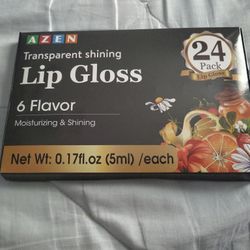 AZEN
Transparent shining
Lip Gloss
6 Flavor
Moisturizing & Shining
Net Wt: 0.17fl.oz (5ml) /each
24
Pack
Lip Gloss